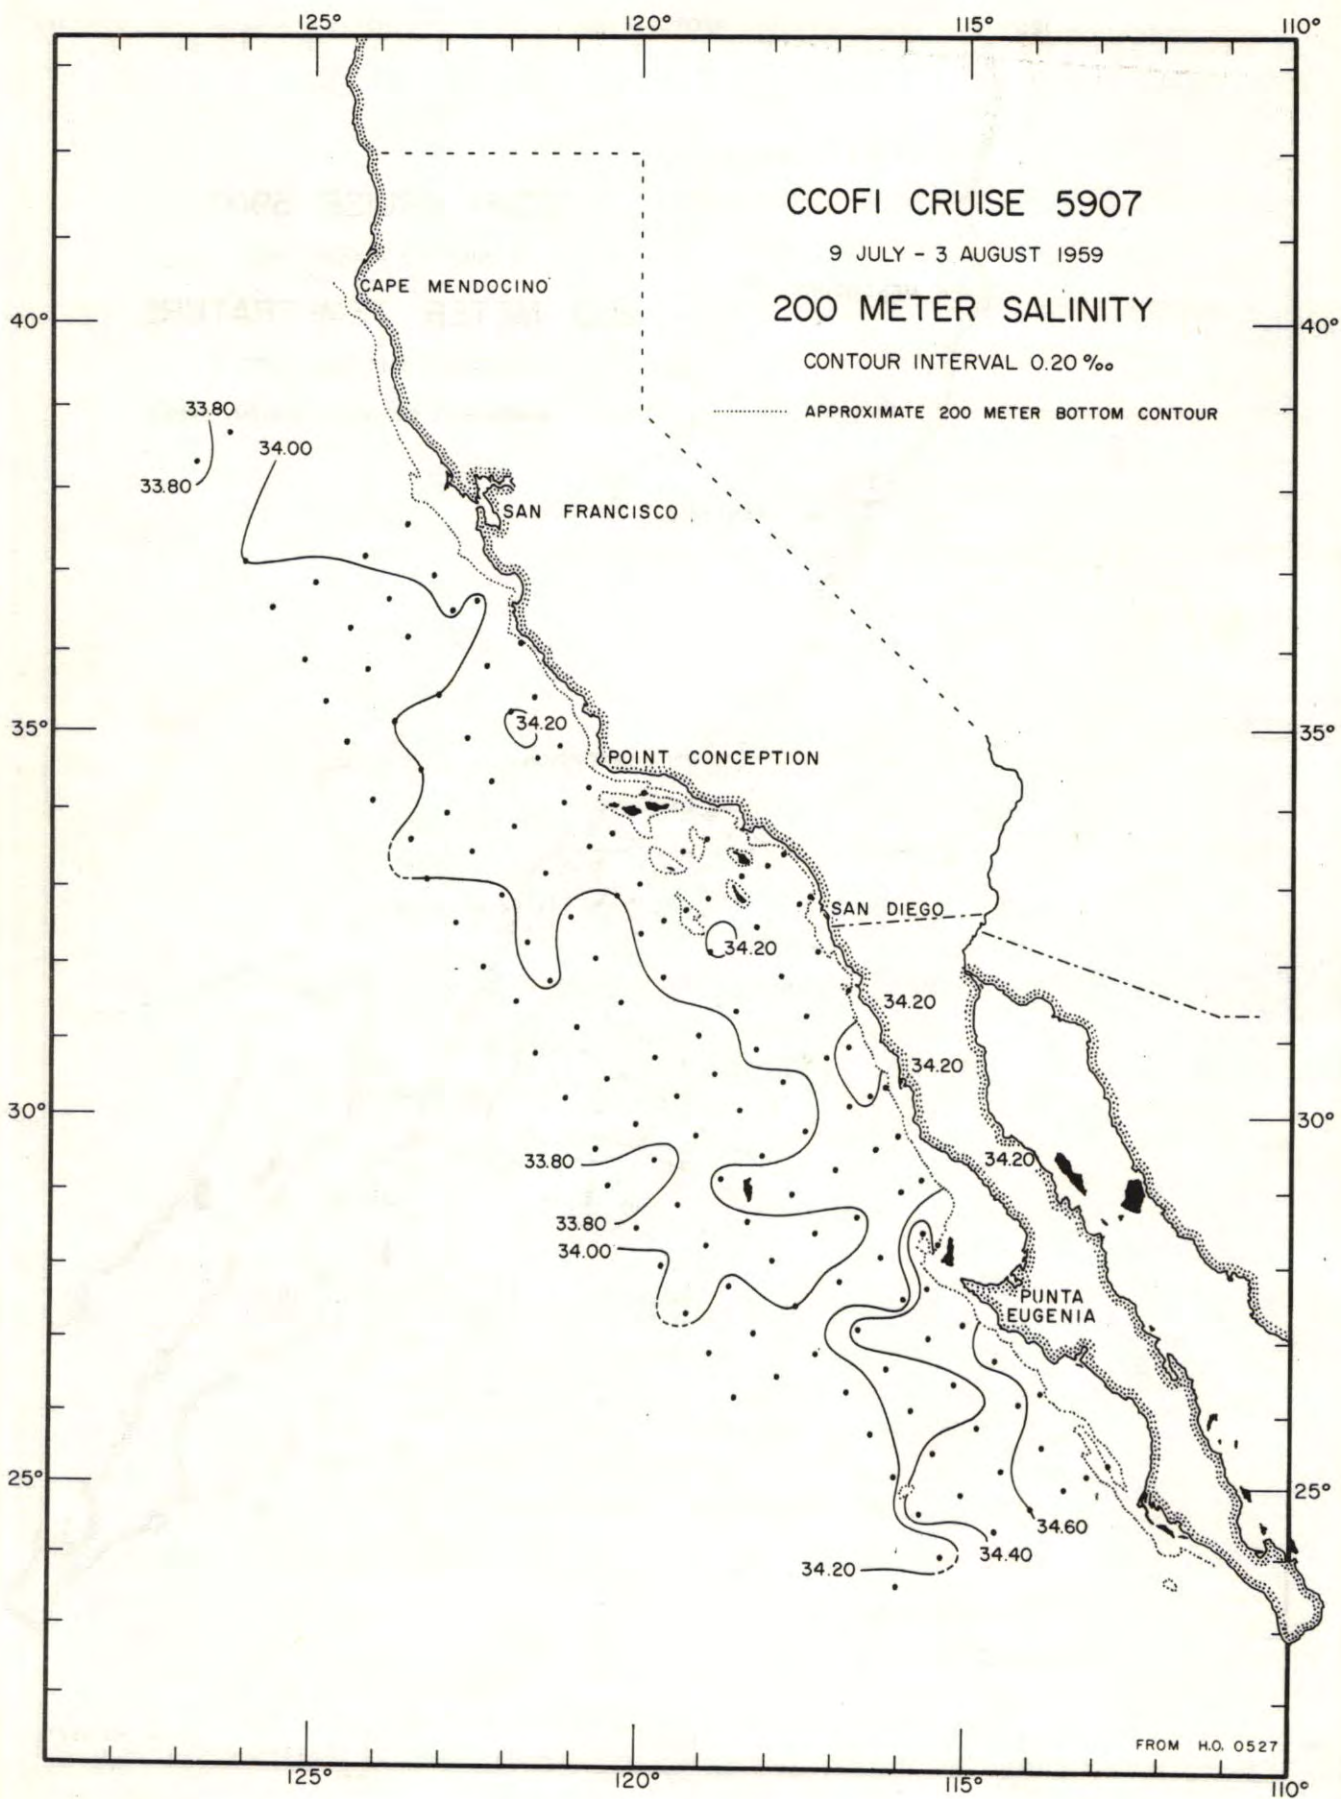 125°
120°
115°
110°
CCOFI CRUISE 5907
9 JULY - 3 AUGUST 1959
CAPE MENDOCINO
200 METER SALINITY
40°
40°
CONTOUR INTERVAL 0.20 ‰
33.80
APPROXIMATE 200 METER BOTTOM CONTOUR
34.00
33.80
SAN FRANCISCO
34.20
35°
35°
POINT CONCEPTION
SAN DIEGO
34.20
34.20
34.20
30°
30°
34.20
33.80
33.80
34.00
PUNTA
EUGENIA
25°
25°
34.60
34.40
34.20
FROM H.O. 0527
125°
120°
115°
110°